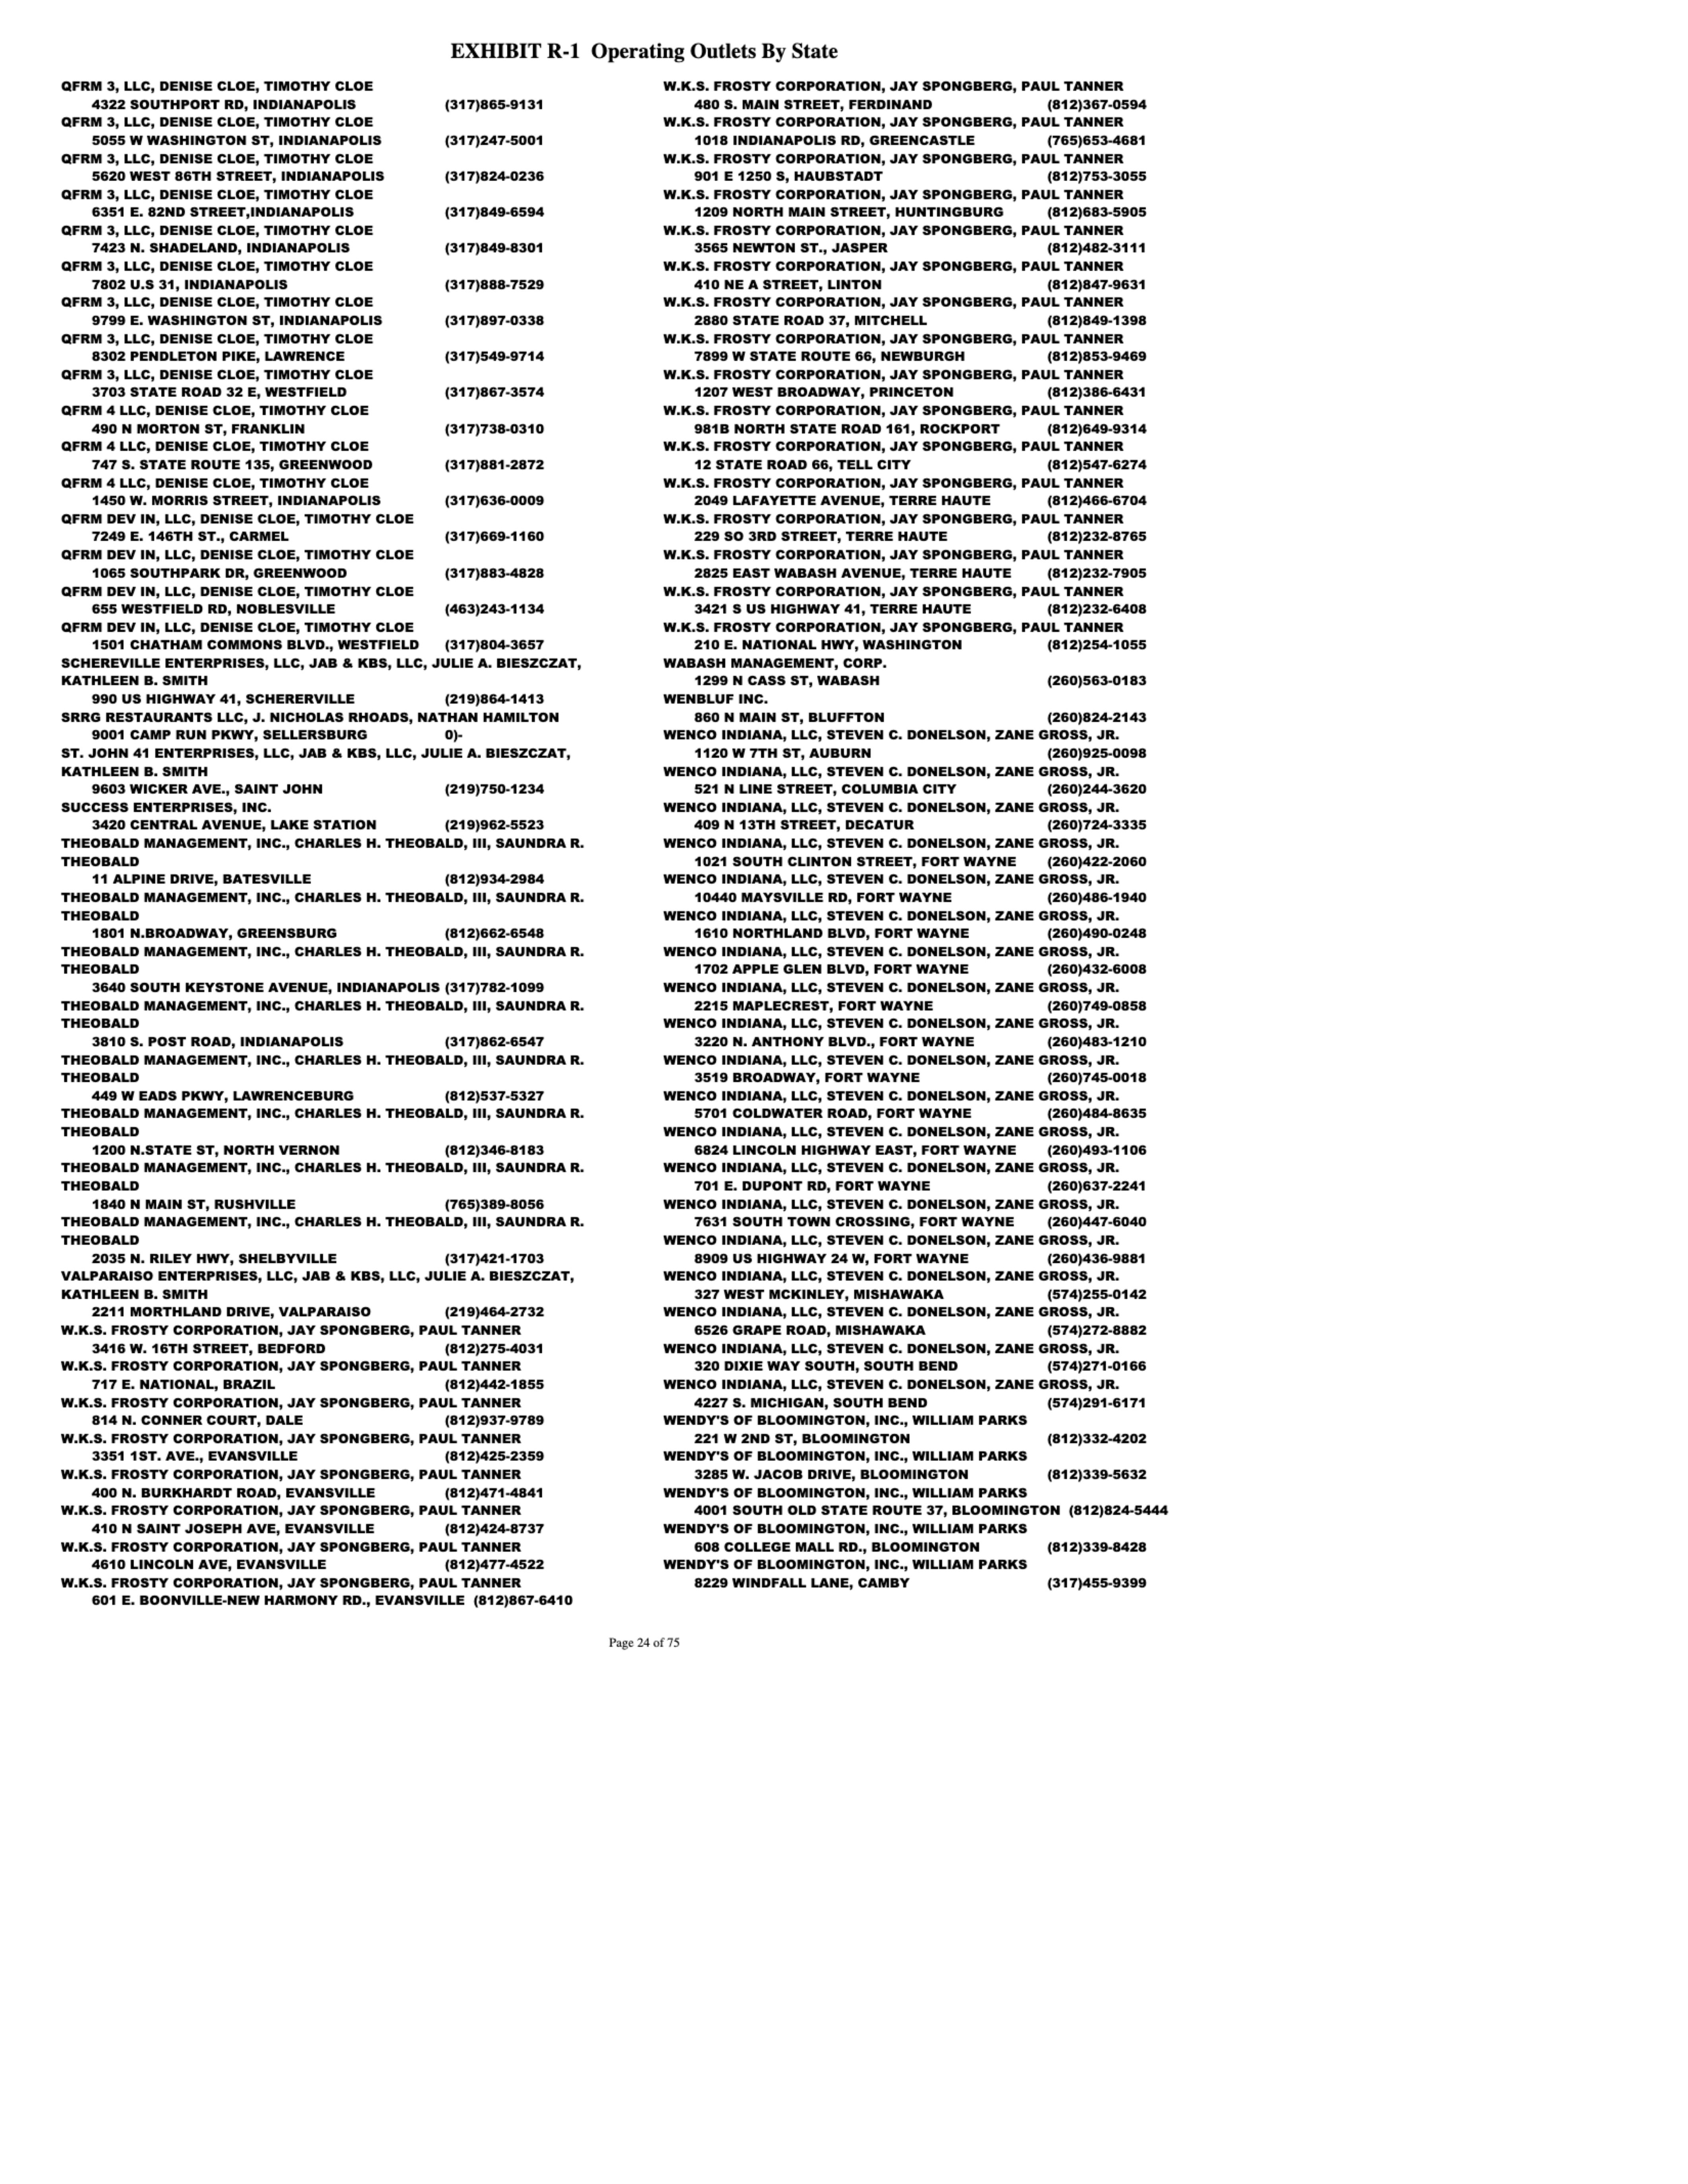 EXHIBIT R-1 Operating Outlets By State
QFRM 3, LLC, DENISE CLOE, TIMOTHY CLOE
4322 SOUTHPORT RD, INDIANAPOLIS (317)865-9131
QFRM 3, LLC, DENISE CLOE, TIMOTHY CLOE
5055 W WASHINGTON ST, INDIANAPOLIS (317)247-5001
QFRM 3, LLC, DENISE CLOE, TIMOTHY CLOE
5620 WEST 86TH STREET, INDIANAPOLIS (317)824-0236
QFRM 3, LLC, DENISE CLOE, TIMOTHY CLOE
6351 E. 82ND STREET,INDIANAPOLIS (317)849-6594
QFRM 3, LLC, DENISE CLOE, TIMOTHY CLOE
7423 N. SHADELAND, INDIANAPOLIS (317)849-8301
QFRM 3, LLC, DENISE CLOE, TIMOTHY CLOE
7802 U.S 31, INDIANAPOLIS (317)888-7529
QFRM 3, LLC, DENISE CLOE, TIMOTHY CLOE
9799 E. WASHINGTON ST, INDIANAPOLIS (317)897-0338
QFRM 3, LLC, DENISE CLOE, TIMOTHY CLOE
8302 PENDLETON PIKE, LAWRENCE (317)549-9714
QFRM 3, LLC, DENISE CLOE, TIMOTHY CLOE
3703 STATE ROAD 32 E, WESTFIELD (317)867-3574
QFRM 4 LLC, DENISE CLOE, TIMOTHY CLOE
490 N MORTON ST, FRANKLIN (317)738-0310
QFRM 4 LLC, DENISE CLOE, TIMOTHY CLOE
747 S. STATE ROUTE 135, GREENWOOD (317)881-2872
QFRM 4 LLC, DENISE CLOE, TIMOTHY CLOE
1450 W. MORRIS STREET, INDIANAPOLIS (317)636-0009
QFRM DEV IN, LLC, DENISE CLOE, TIMOTHY CLOE
7249 E. 146TH ST., CARMEL (317)669-1160
QFRM DEV IN, LLC, DENISE CLOE, TIMOTHY CLOE
1065 SOUTHPARK DR, GREENWOOD (317)883-4828
QFRM DEV IN, LLC, DENISE CLOE, TIMOTHY CLOE
655 WESTFIELD RD, NOBLESVILLE (463)243-1134
QFRM DEV IN, LLC, DENISE CLOE, TIMOTHY CLOE
1501 CHATHAM COMMONS BLVD., WESTFIELD (317)804-3657
SCHEREVILLE ENTERPRISES, LLC, JAB & KBS, LLC, JULIE A. BIESZCZAT,
KATHLEEN B. SMITH
990 US HIGHWAY 41, SCHERERVILLE (219)864-1413
SRRG RESTAURANTS LLC, J. NICHOLAS RHOADS, NATHAN HAMILTON
9001 CAMP RUN PKWY, SELLERSBURG 0)-
ST. JOHN 41 ENTERPRISES, LLC, JAB & KBS, LLC, JULIE A. BIESZCZAT,
KATHLEEN B. SMITH
9603 WICKER AVE., SAINT JOHN (219)750-1234
SUCCESS ENTERPRISES, INC.
3420 CENTRAL AVENUE, LAKE STATION (219)962-5523
THEOBALD MANAGEMENT, INC., CHARLES H. THEOBALD, III, SAUNDRA R.
THEOBALD
11 ALPINE DRIVE, BATESVILLE (812)934-2984
THEOBALD MANAGEMENT, INC., CHARLES H. THEOBALD, III, SAUNDRA R.
THEOBALD
1801 N.BROADWAY, GREENSBURG (812)662-6548
THEOBALD MANAGEMENT, INC., CHARLES H. THEOBALD, III, SAUNDRA R.
THEOBALD
3640 SOUTH KEYSTONE AVENUE, INDIANAPOLIS (317)782-1099
THEOBALD MANAGEMENT, INC., CHARLES H. THEOBALD, III, SAUNDRA R.
THEOBALD
3810 S. POST ROAD, INDIANAPOLIS (317)862-6547
THEOBALD MANAGEMENT, INC., CHARLES H. THEOBALD, III, SAUNDRA R.
THEOBALD
449 W EADS PKWY, LAWRENCEBURG (812)537-5327
THEOBALD MANAGEMENT, INC., CHARLES H. THEOBALD, III, SAUNDRA R.
THEOBALD
1200 N.STATE ST, NORTH VERNON (812)346-8183
THEOBALD MANAGEMENT, INC., CHARLES H. THEOBALD, III, SAUNDRA R.
THEOBALD
1840 N MAIN ST, RUSHVILLE (765)389-8056
THEOBALD MANAGEMENT, INC., CHARLES H. THEOBALD, III, SAUNDRA R.
THEOBALD
2035 N. RILEY HWY, SHELBYVILLE (317)421-1703
VALPARAISO ENTERPRISES, LLC, JAB & KBS, LLC, JULIE A. BIESZCZAT,
KATHLEEN B. SMITH
2211 MORTHLAND DRIVE, VALPARAISO (219)464-2732
W.K.S. FROSTY CORPORATION, JAY SPONGBERG, PAUL TANNER
3416 W. 16TH STREET, BEDFORD (812)275-4031
W.K.S. FROSTY CORPORATION, JAY SPONGBERG, PAUL TANNER
717 E. NATIONAL, BRAZIL (812)442-1855
W.K.S. FROSTY CORPORATION, JAY SPONGBERG, PAUL TANNER
814 N. CONNER COURT, DALE (812)937-9789
W.K.S. FROSTY CORPORATION, JAY SPONGBERG, PAUL TANNER
3351 1ST. AVE., EVANSVILLE (812)425-2359
W.K.S. FROSTY CORPORATION, JAY SPONGBERG, PAUL TANNER
400 N. BURKHARDT ROAD, EVANSVILLE (812)471-4841
W.K.S. FROSTY CORPORATION, JAY SPONGBERG, PAUL TANNER
410 N SAINT JOSEPH AVE, EVANSVILLE (812)424-8737
W.K.S. FROSTY CORPORATION, JAY SPONGBERG, PAUL TANNER
4610 LINCOLN AVE, EVANSVILLE (812)477-4522
W.K.S. FROSTY CORPORATION, JAY SPONGBERG, PAUL TANNER
601 E. BOONVILLE-NEW HARMONY RD., EVANSVILLE (812)867-6410
W.K.S. FROSTY CORPORATION, JAY SPONGBERG, PAUL TANNER
480 S. MAIN STREET, FERDINAND (812)367-0594
W.K.S. FROSTY CORPORATION, JAY SPONGBERG, PAUL TANNER
1018 INDIANAPOLIS RD, GREENCASTLE (765)653-4681
W.K.S. FROSTY CORPORATION, JAY SPONGBERG, PAUL TANNER
901 E 1250 S, HAUBSTADT (812)753-3055
W.K.S. FROSTY CORPORATION, JAY SPONGBERG, PAUL TANNER
1209 NORTH MAIN STREET, HUNTINGBURG (812)683-5905
W.K.S. FROSTY CORPORATION, JAY SPONGBERG, PAUL TANNER
3565 NEWTON ST., JASPER (812)482-3111
W.K.S. FROSTY CORPORATION, JAY SPONGBERG, PAUL TANNER
410 NE A STREET, LINTON (812)847-9631
W.K.S. FROSTY CORPORATION, JAY SPONGBERG, PAUL TANNER
2880 STATE ROAD 37, MITCHELL (812)849-1398
W.K.S. FROSTY CORPORATION, JAY SPONGBERG, PAUL TANNER
7899 W STATE ROUTE 66, NEWBURGH (812)853-9469
W.K.S. FROSTY CORPORATION, JAY SPONGBERG, PAUL TANNER
1207 WEST BROADWAY, PRINCETON (812)386-6431
W.K.S. FROSTY CORPORATION, JAY SPONGBERG, PAUL TANNER
981B NORTH STATE ROAD 161, ROCKPORT (812)649-9314
W.K.S. FROSTY CORPORATION, JAY SPONGBERG, PAUL TANNER
12 STATE ROAD 66, TELL CITY (812)547-6274
W.K.S. FROSTY CORPORATION, JAY SPONGBERG, PAUL TANNER
2049 LAFAYETTE AVENUE, TERRE HAUTE (812)466-6704
W.K.S. FROSTY CORPORATION, JAY SPONGBERG, PAUL TANNER
229 SO 3RD STREET, TERRE HAUTE (812)232-8765
W.K.S. FROSTY CORPORATION, JAY SPONGBERG, PAUL TANNER
2825 EAST WABASH AVENUE, TERRE HAUTE (812)232-7905
W.K.S. FROSTY CORPORATION, JAY SPONGBERG, PAUL TANNER
3421 S US HIGHWAY 41, TERRE HAUTE (812)232-6408
W.K.S. FROSTY CORPORATION, JAY SPONGBERG, PAUL TANNER
210 E. NATIONAL HWY, WASHINGTON (812)254-1055
WABASH MANAGEMENT, CORP.
1299 N CASS ST, WABASH (260)563-0183
WENBLUF INC.
860 N MAIN ST, BLUFFTON (260)824-2143
WENCO INDIANA, LLC, STEVEN C. DONELSON, ZANE GROSS, JR.
1120 W 7TH ST, AUBURN (260)925-0098
WENCO INDIANA, LLC, STEVEN C. DONELSON, ZANE GROSS, JR.
521 N LINE STREET, COLUMBIA CITY (260)244-3620
WENCO INDIANA, LLC, STEVEN C. DONELSON, ZANE GROSS, JR.
409 N 13TH STREET, DECATUR (260)724-3335
WENCO INDIANA, LLC, STEVEN C. DONELSON, ZANE GROSS, JR.
1021 SOUTH CLINTON STREET, FORT WAYNE (260)422-2060
WENCO INDIANA, LLC, STEVEN C. DONELSON, ZANE GROSS, JR.
10440 MAYSVILLE RD, FORT WAYNE (260)486-1940
WENCO INDIANA, LLC, STEVEN C. DONELSON, ZANE GROSS, JR.
1610 NORTHLAND BLVD, FORT WAYNE (260)490-0248
WENCO INDIANA, LLC, STEVEN C. DONELSON, ZANE GROSS, JR.
1702 APPLE GLEN BLVD, FORT WAYNE (260)432-6008
WENCO INDIANA, LLC, STEVEN C. DONELSON, ZANE GROSS, JR.
2215 MAPLECREST, FORT WAYNE (260)749-0858
WENCO INDIANA, LLC, STEVEN C. DONELSON, ZANE GROSS, JR.
3220 N. ANTHONY BLVD., FORT WAYNE (260)483-1210
WENCO INDIANA, LLC, STEVEN C. DONELSON, ZANE GROSS, JR.
3519 BROADWAY, FORT WAYNE (260)745-0018
WENCO INDIANA, LLC, STEVEN C. DONELSON, ZANE GROSS, JR.
5701 COLDWATER ROAD, FORT WAYNE (260)484-8635
WENCO INDIANA, LLC, STEVEN C. DONELSON, ZANE GROSS, JR.
6824 LINCOLN HIGHWAY EAST, FORT WAYNE (260)493-1106
WENCO INDIANA, LLC, STEVEN C. DONELSON, ZANE GROSS, JR.
701 E. DUPONT RD, FORT WAYNE (260)637-2241
WENCO INDIANA, LLC, STEVEN C. DONELSON, ZANE GROSS, JR.
7631 SOUTH TOWN CROSSING, FORT WAYNE (260)447-6040
WENCO INDIANA, LLC, STEVEN C. DONELSON, ZANE GROSS, JR.
8909 US HIGHWAY 24 W, FORT WAYNE (260)436-9881
WENCO INDIANA, LLC, STEVEN C. DONELSON, ZANE GROSS, JR.
327 WEST MCKINLEY, MISHAWAKA (574)255-0142
WENCO INDIANA, LLC, STEVEN C. DONELSON, ZANE GROSS, JR.
6526 GRAPE ROAD, MISHAWAKA (574)272-8882
WENCO INDIANA, LLC, STEVEN C. DONELSON, ZANE GROSS, JR.
320 DIXIE WAY SOUTH, SOUTH BEND (574)271-0166
WENCO INDIANA, LLC, STEVEN C. DONELSON, ZANE GROSS, JR.
4227 S. MICHIGAN, SOUTH BEND (574)291-6171
WENDY'S OF BLOOMINGTON, INC., WILLIAM PARKS
221 W 2ND ST, BLOOMINGTON (812)332-4202
WENDY'S OF BLOOMINGTON, INC., WILLIAM PARKS
3285 W. JACOB DRIVE, BLOOMINGTON (812)339-5632
WENDY'S OF BLOOMINGTON, INC., WILLIAM PARKS
4001 SOUTH OLD STATE ROUTE 37, BLOOMINGTON (812)824-5444
WENDY'S OF BLOOMINGTON, INC., WILLIAM PARKS
608 COLLEGE MALL RD., BLOOMINGTON (812)339-8428
WENDY'S OF BLOOMINGTON, INC., WILLIAM PARKS
8229 WINDFALL LANE, CAMBY (317)455-9399
Page 24 of 75